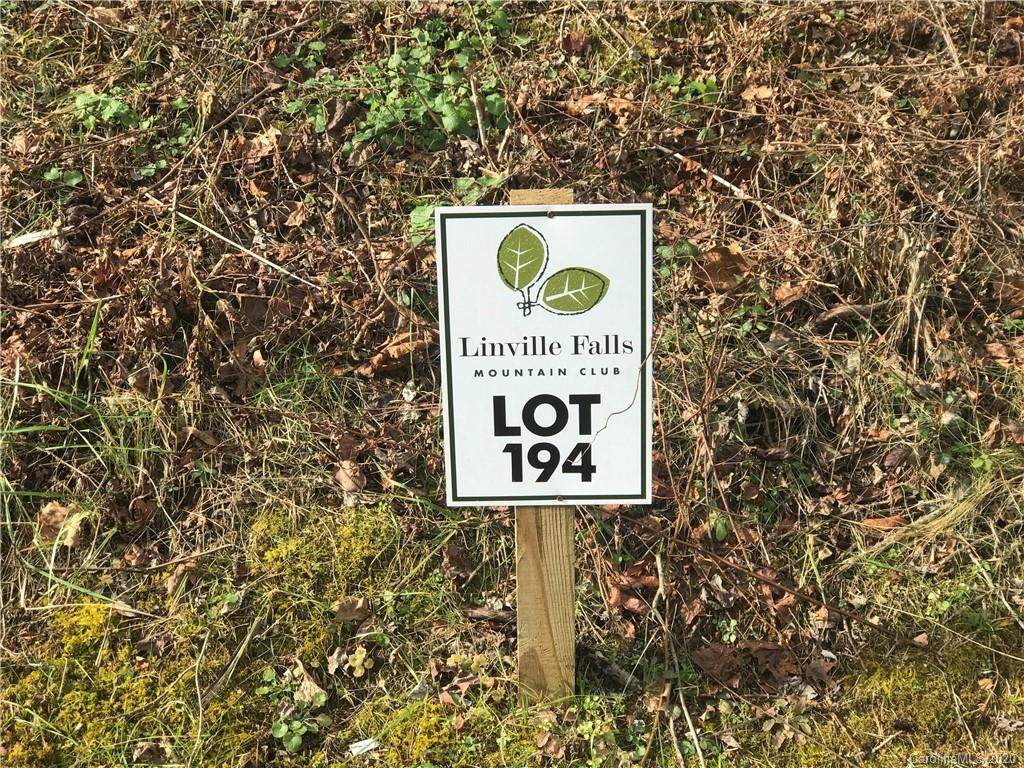 Linville Falls
MOUNTAIN CLUB
LOT
194
CarolinaMLS 2020